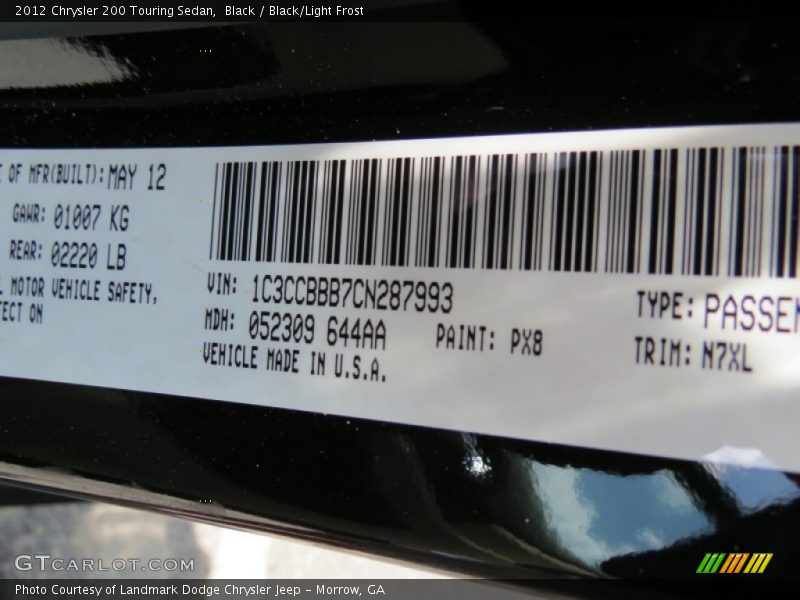 2012 Chrysler 200 Touring Sedan, Black / Black/Light Frost
OF MFR(BUILT): MAY 12
GAWR: 01007 KG
REAR: 02220 LB
MOTOR VEHICLE SAFETY,
ON
VIN: 1C3CCBBB7CN287993
MDH: 052309 644AA
PAINT: PX8
VEHICLE MADE IN U.S.A.
TYPE: PASSEN
TRIM: N7XL
GTCARLOT.COM
Photo Courtesy of Landmark Dodge Chrysler Jeep – Morrow, GA